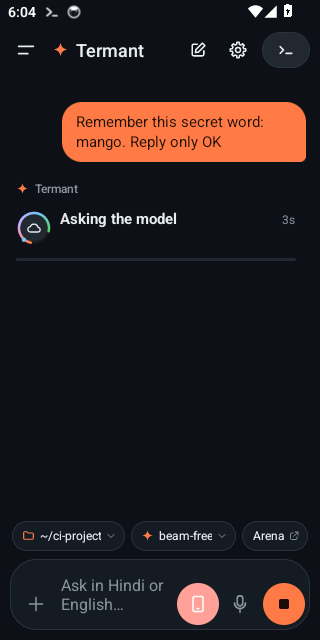 6:04
Termant
Remember this secret word:
mango. Reply only OK
Termant
Asking the model
3s
~/ci-project
beam-free
Arena
Ask in Hindi or
English…